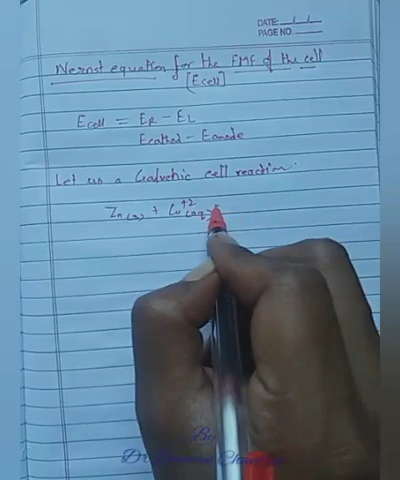 DATE:
PAGE NO.
Nernst equation for the EMF of the cell
[Ecell]
Ecell = ER - EL
Ecathod - Eanode
Let us a Galvanic cell reaction.
Zn(s) + Cu+2(aq)
By